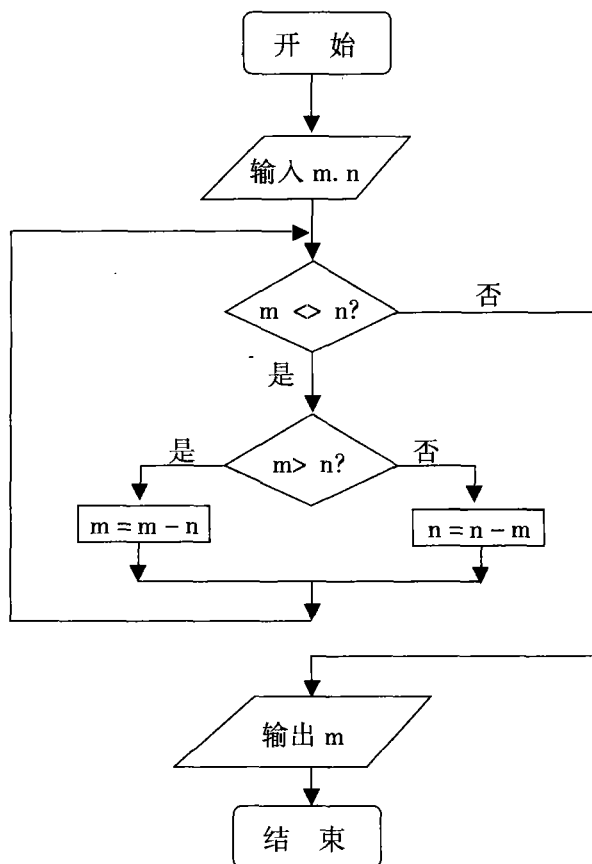 开 始
输入 m. n
m <> n?
否
是
m> n?
是
否
m = m - n
n = n - m
输出 m
结 束